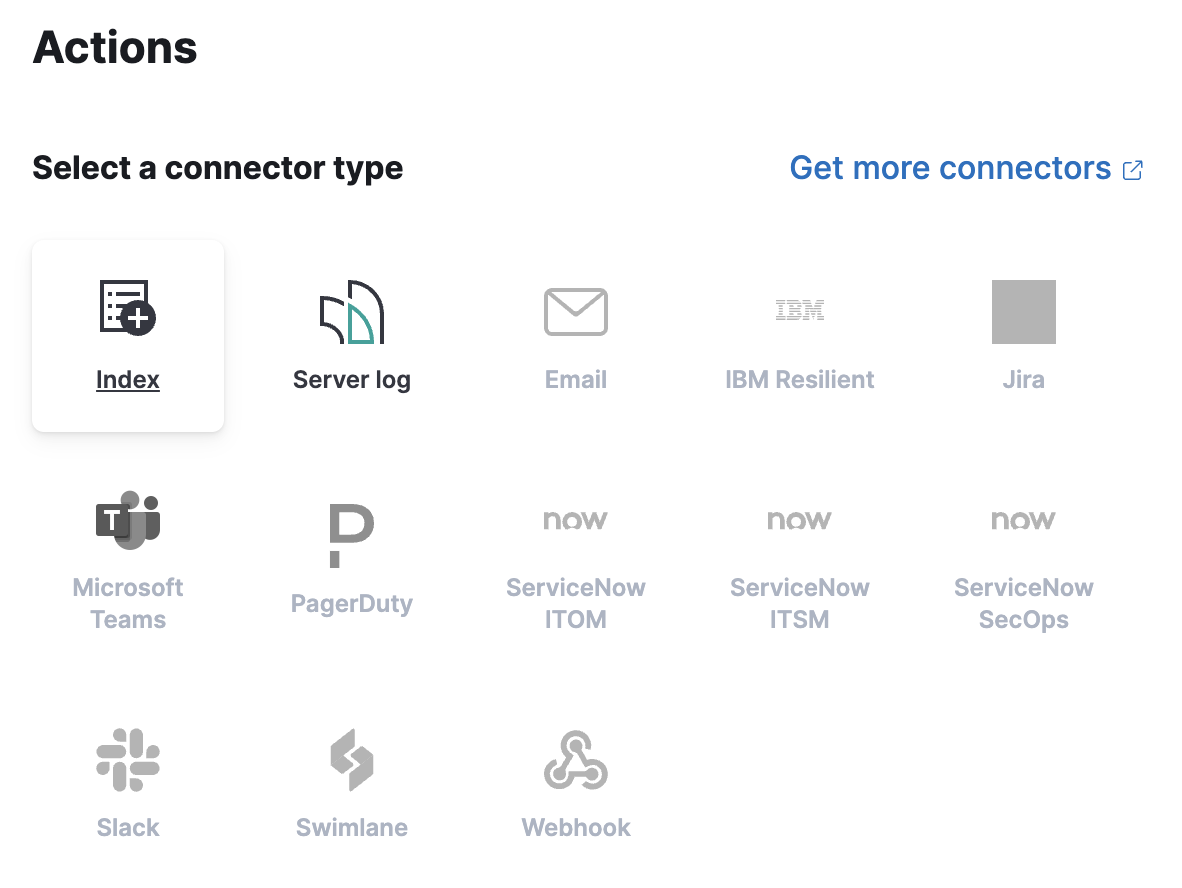 Actions
Select a connector type
Get more connectors
Index
Server log
IBM
Email
IBM Resilient
Jira
T
P
now
now
now
Microsoft
Teams
PagerDuty
ServiceNow
ITOM
ServiceNow
ITSM
ServiceNow
SecOps
Slack
Swimlane
Webhook